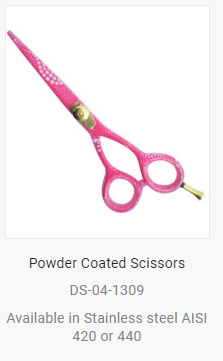 Powder Coated Scissors
DS-04-1309
Available in Stainless steel AISI
420 or 440